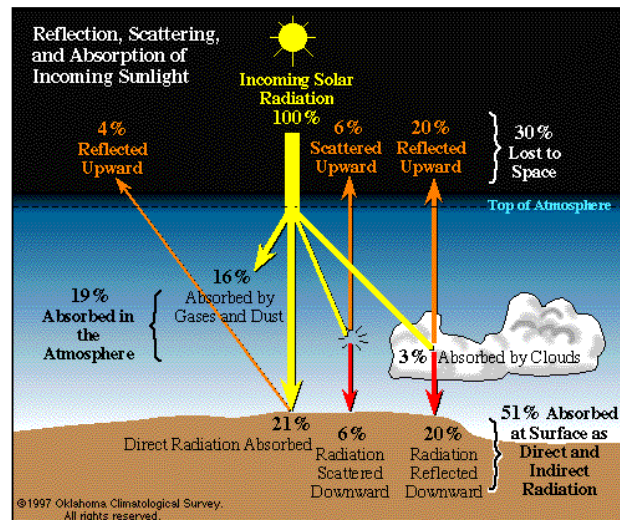 Reflection, Scattering,
and Absorption of
Incoming Sunlight
Incoming Solar
Radiation
100%
4%
Reflected
Upward
6%
Scattered
Upward
20%
Reflected
Upward
30%
Lost to
Space
Top of Atmosphere
16%
Absorbed by
Gases and Dust
19%
Absorbed in
the
Atmosphere
3% Absorbed by Clouds
21%
Direct Radiation Absorbed
6%
Radiation
Scattered
Downward
20%
Radiation
Reflected
Downward
51% Absorbed
at Surface as
Direct and
Indirect
Radiation
©1997 Oklahoma Climatological Survey.
All rights reserved.